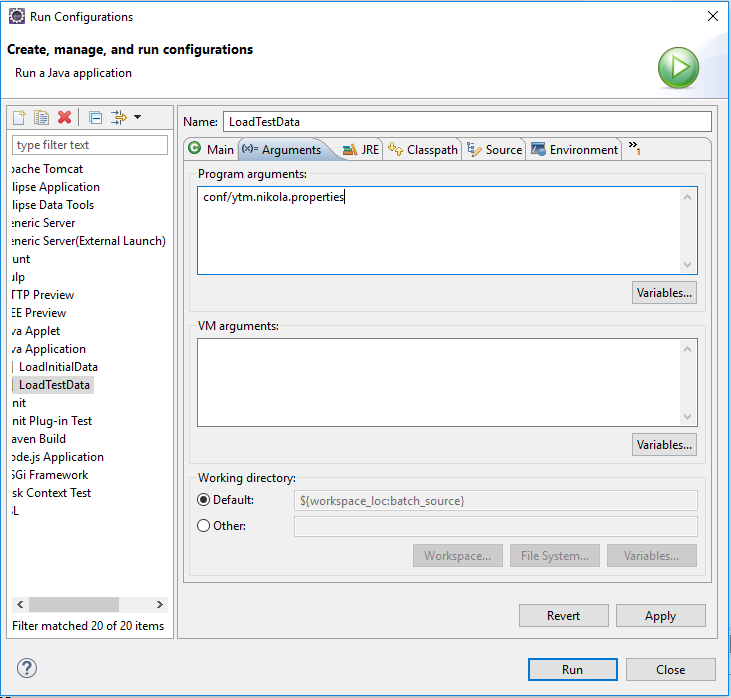 Run Configurations
Create, manage, and run configurations
Run a Java application
type filter text
pache Tomcat
lipse Application
lipse Data Tools
eneric Server
eneric Server(External Launch)
unt
ulp
TTP Preview
EE Preview
va Applet
va Application
LoadInitialData
LoadTestData
nit
nit Plug-in Test
aven Build
ode.js Application
SGi Framework
sk Context Test
SL
Filter matched 20 of 20 items
Name: LoadTestData
Main (x)= Arguments JRE Classpath Source Environment »1
Program arguments:
conf/ytm.nikola.properties
Variables...
VM arguments:
Variables...
Working directory:
Default: ${workspace_loc:batch_source}
Other:
Workspace... File System... Variables...
Revert Apply
? Run Close